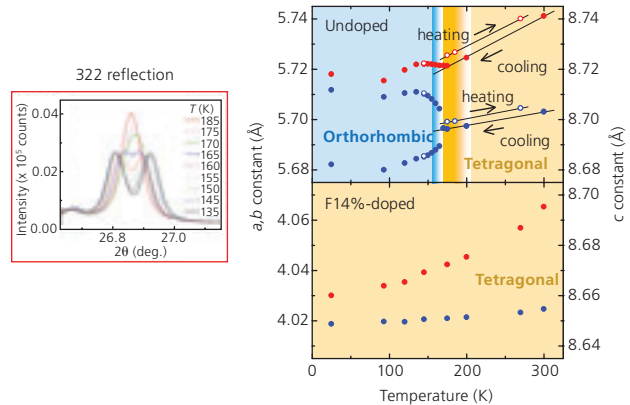 322 reflection
Intensity (x 10⁵ counts)
0.04
0.02
0.00
T (K)
185
175
170
165
160
155
150
145
135
26.8
27.0
2θ (deg.)
Undoped
heating
cooling
heating
cooling
Orthorhombic
Tetragonal
F14%-doped
Tetragonal
a,b constant (Å)
5.74
5.72
5.70
5.68
4.06
4.04
4.02
c constant (Å)
8.74
8.72
8.70
8.68
8.70
8.68
8.66
8.64
0
100
200
300
Temperature (K)